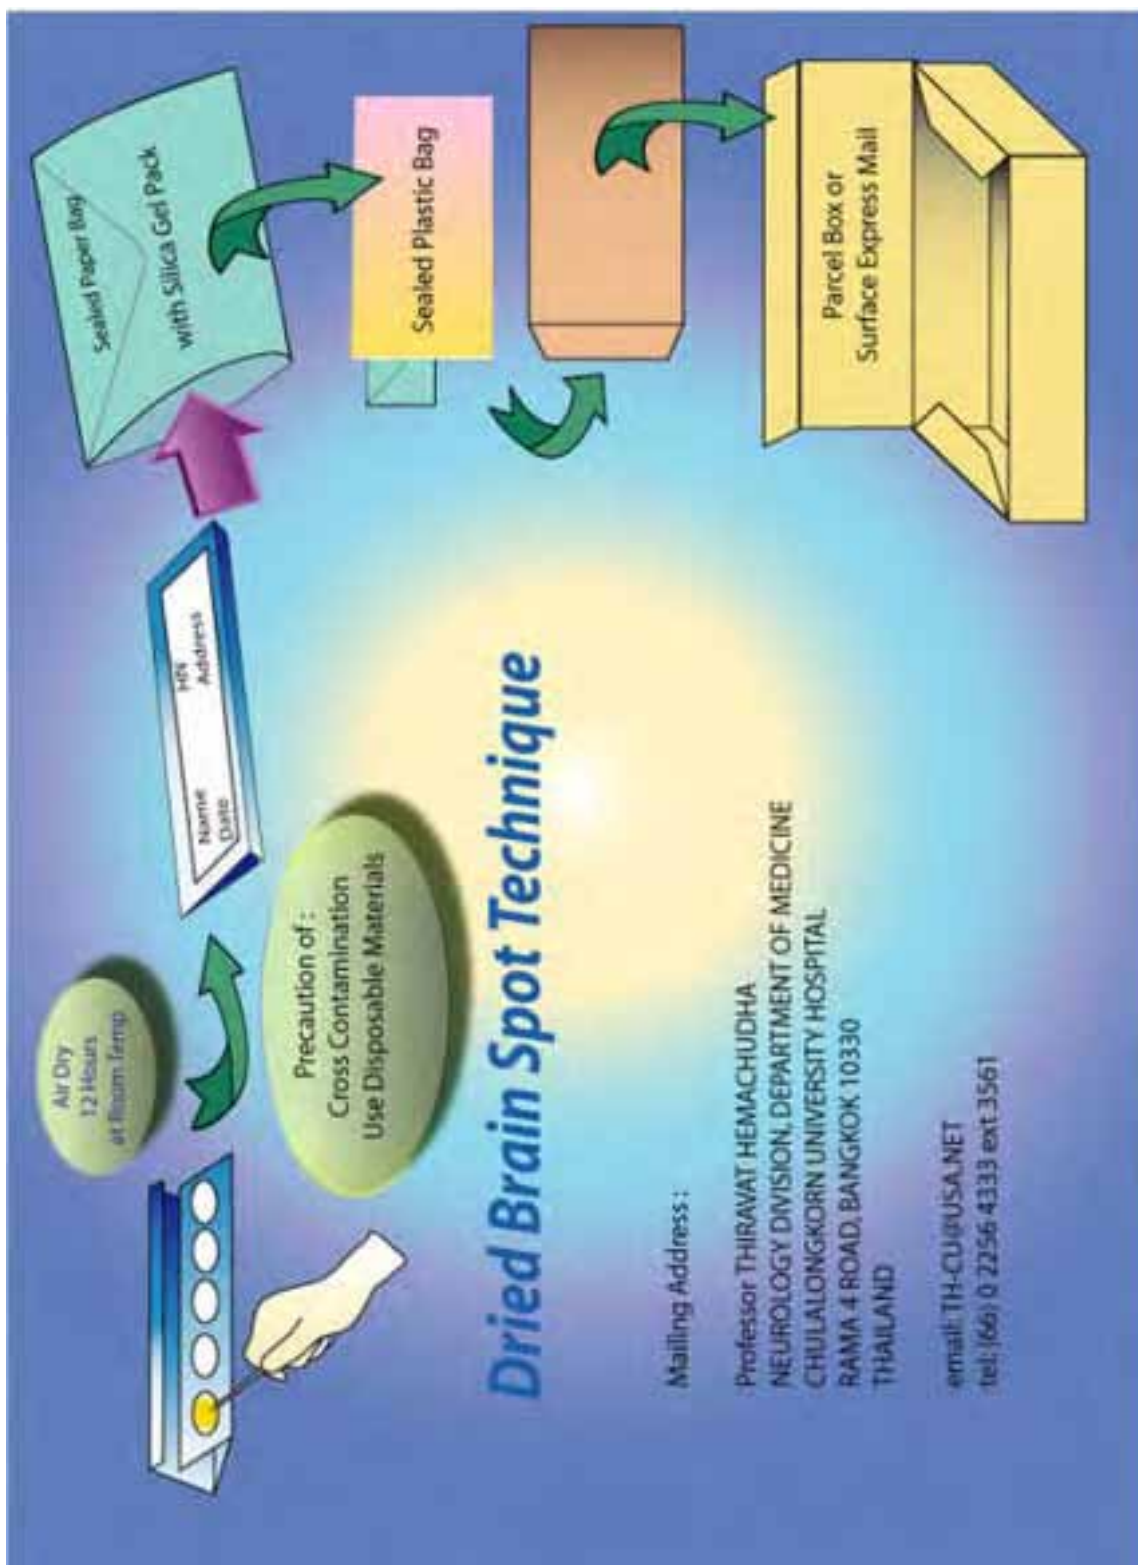 Air Dry
12 Hours
at Room Temp
Name HN
Date Address
Sealed Paper Bag
with Silica Gel Pack
Precaution of :
Cross Contamination
Use Disposable Materials
Sealed Plastic Bag
Dried Brain Spot Technique
Parcel Box or
Surface Express Mail
Mailing Address :
Professor THIRAVAT HEMACHUDHA
NEUROLOGY DIVISION, DEPARTMENT OF MEDICINE
CHULALONGKORN UNIVERSITY HOSPITAL
RAMA 4 ROAD, BANGKOK 10330
THAILAND
email: TH-CU@USA.NET
tel: (66) 0 2256 4333 ext 3561